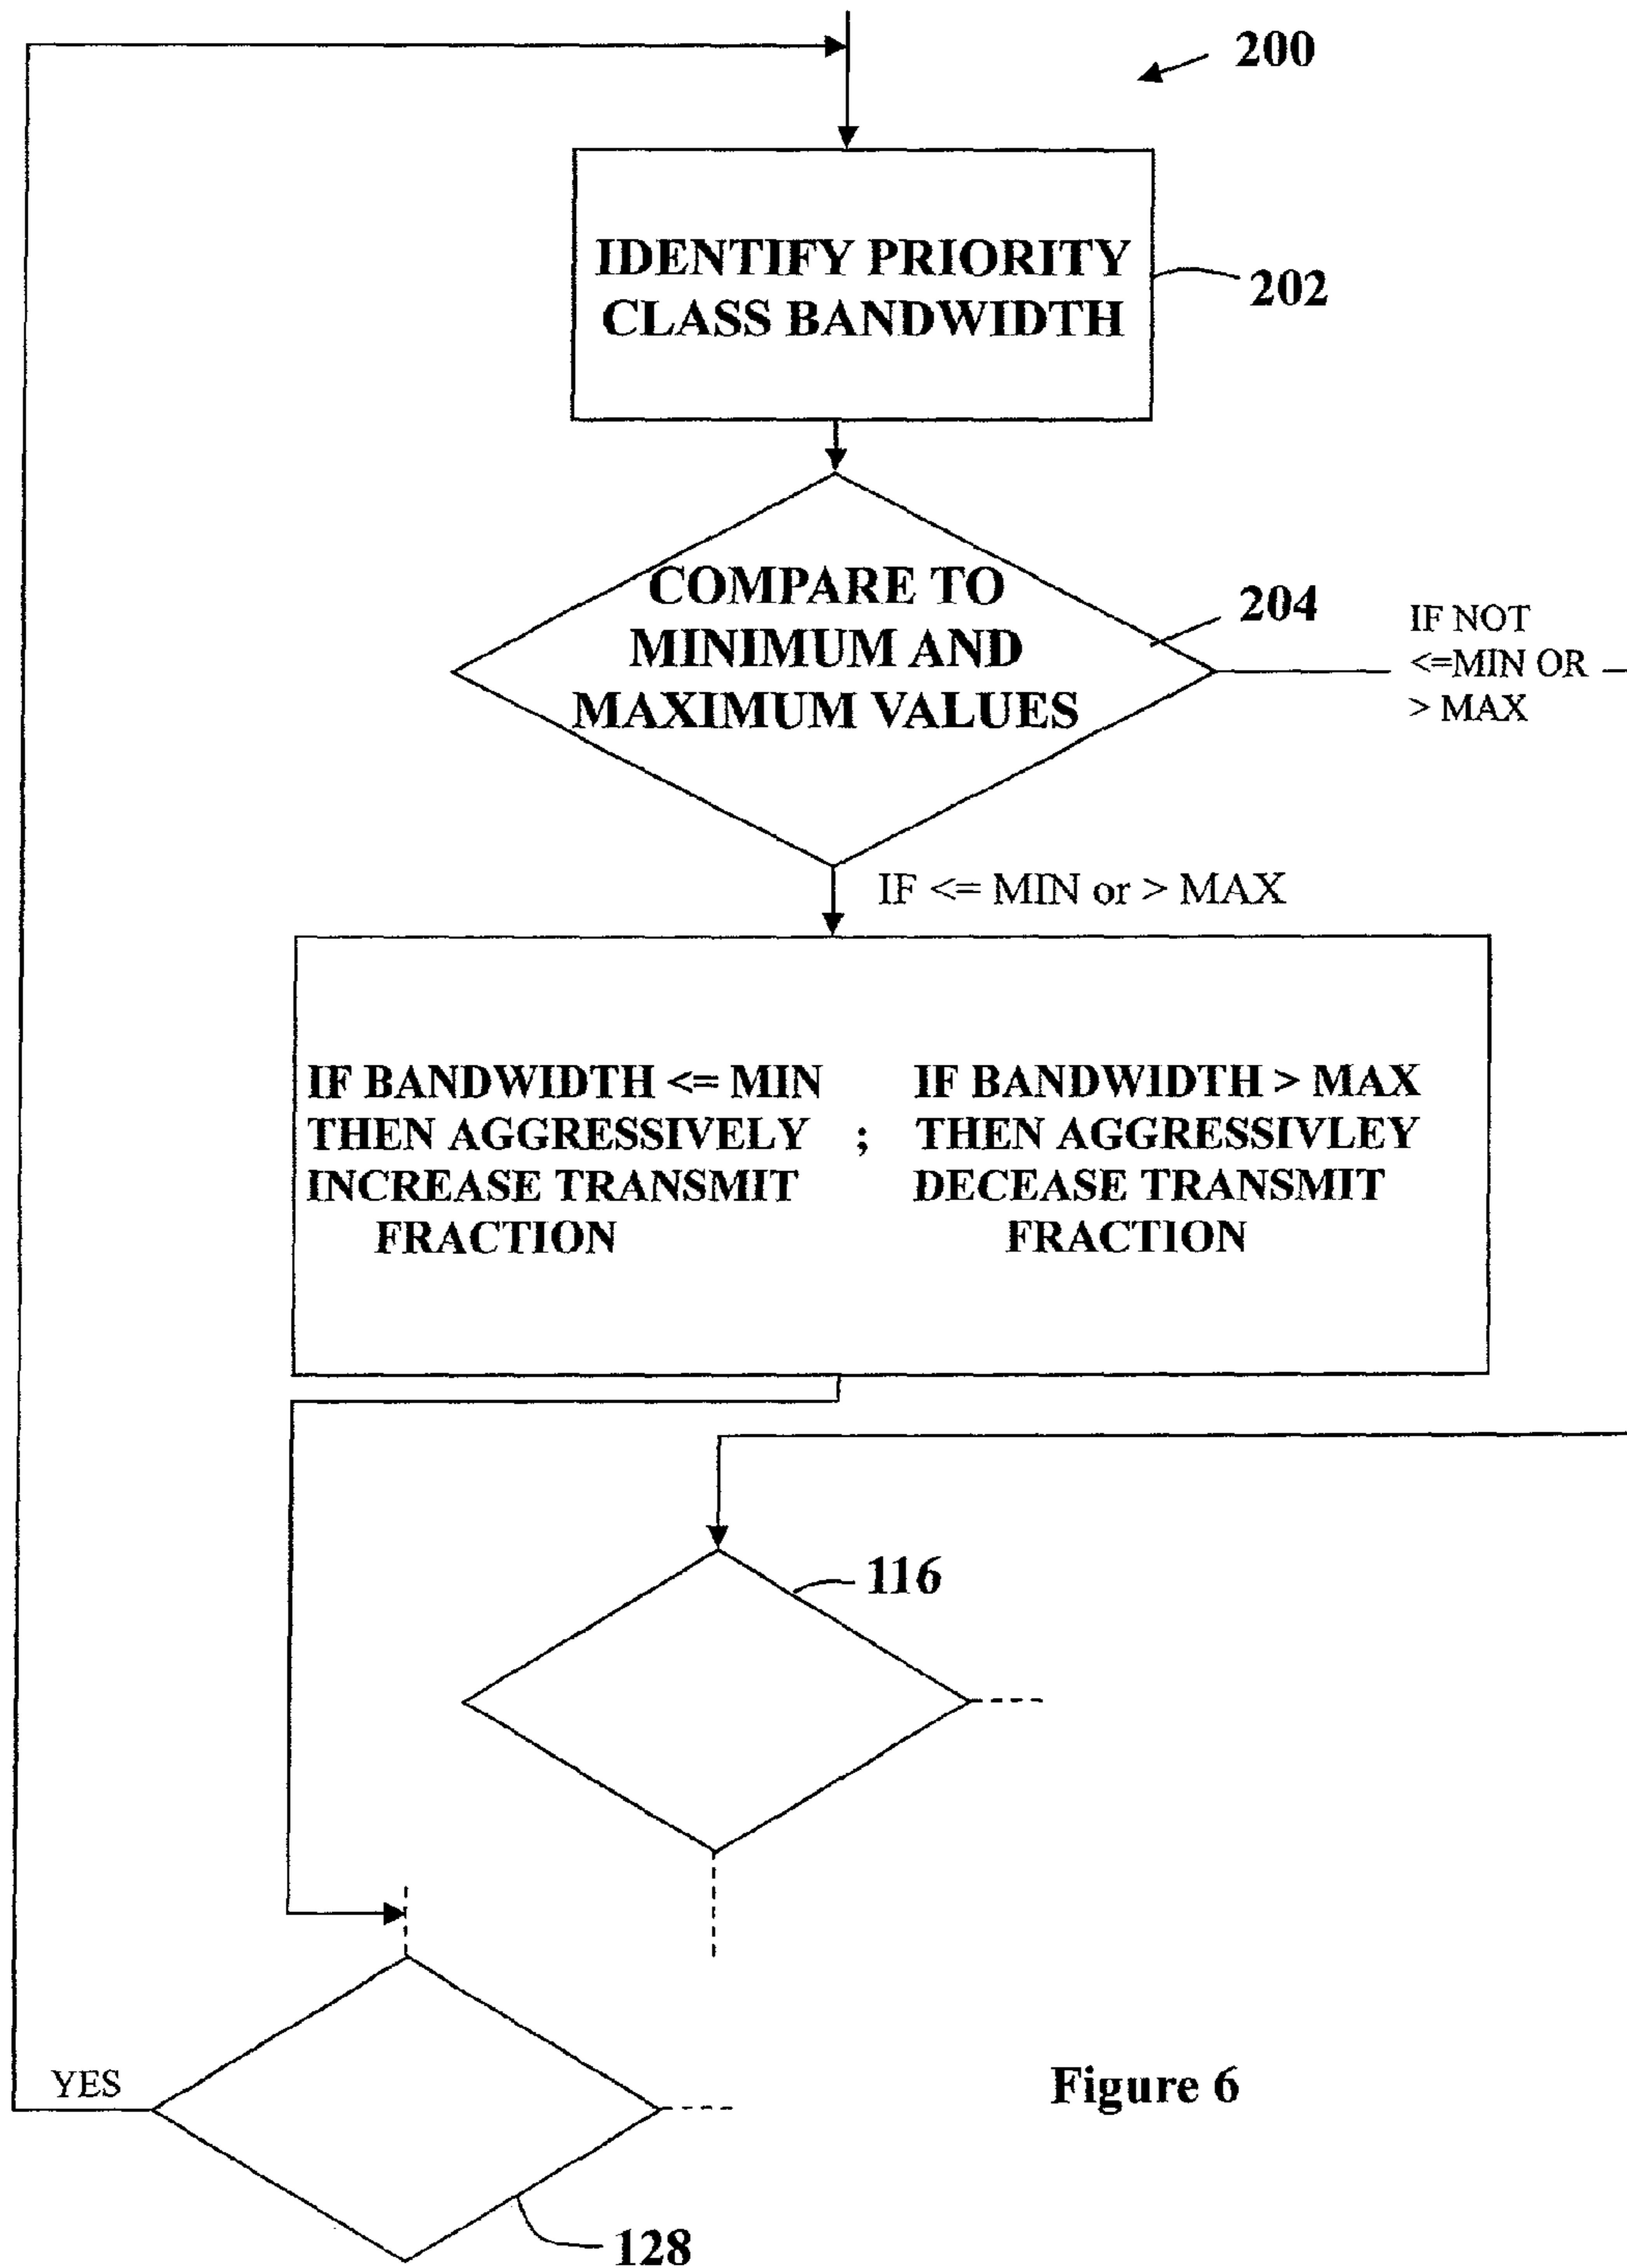 200
IDENTIFY PRIORITY
CLASS BANDWIDTH
202
COMPARE TO
MINIMUM AND
MAXIMUM VALUES
204
IF NOT
<=MIN OR
> MAX
IF <= MIN or > MAX
IF BANDWIDTH <= MIN
THEN AGGRESSIVELY
INCREASE TRANSMIT
FRACTION
;
IF BANDWIDTH > MAX
THEN AGGRESSIVLEY
DECEASE TRANSMIT
FRACTION
116
YES
128
Figure 6